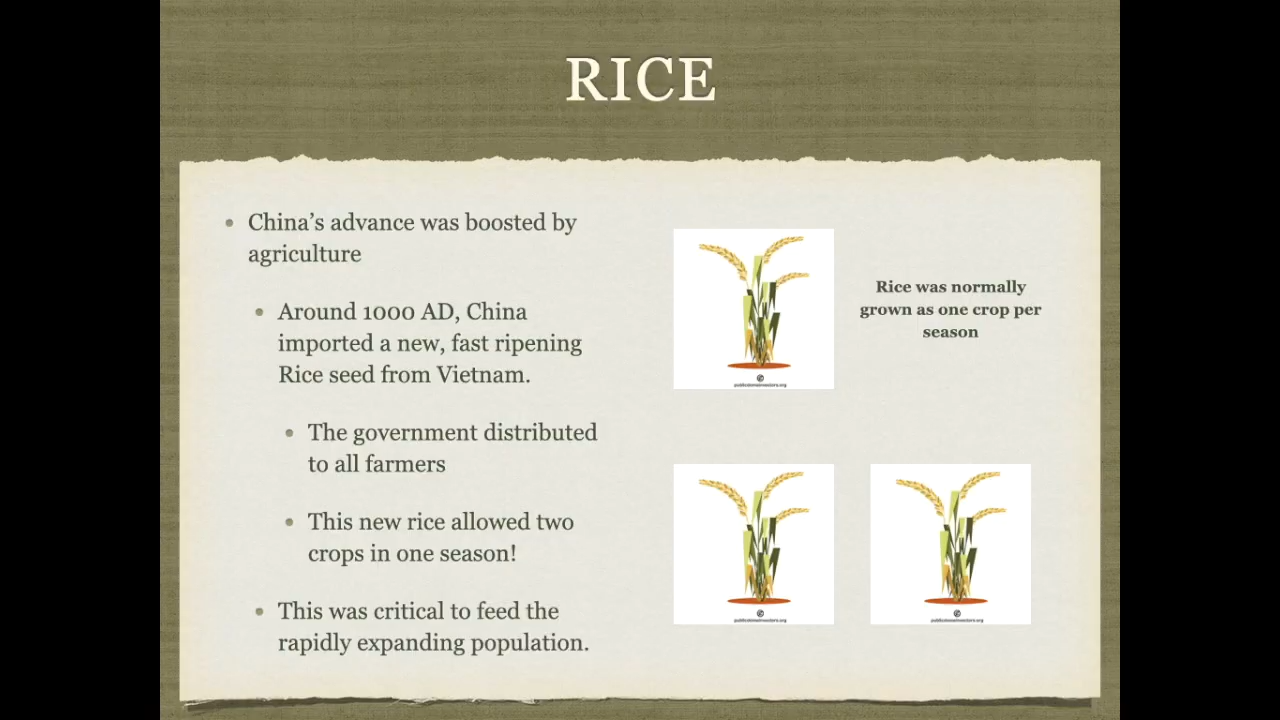 RICE
China’s advance was boosted by
agriculture
Around 1000 AD, China
imported a new, fast ripening
Rice seed from Vietnam.
The government distributed
to all farmers
This new rice allowed two
crops in one season!
This was critical to feed the
rapidly expanding population.
Rice was normally
grown as one crop per
season
publicdomainvectors.org
publicdomainvectors.org
publicdomainvectors.org